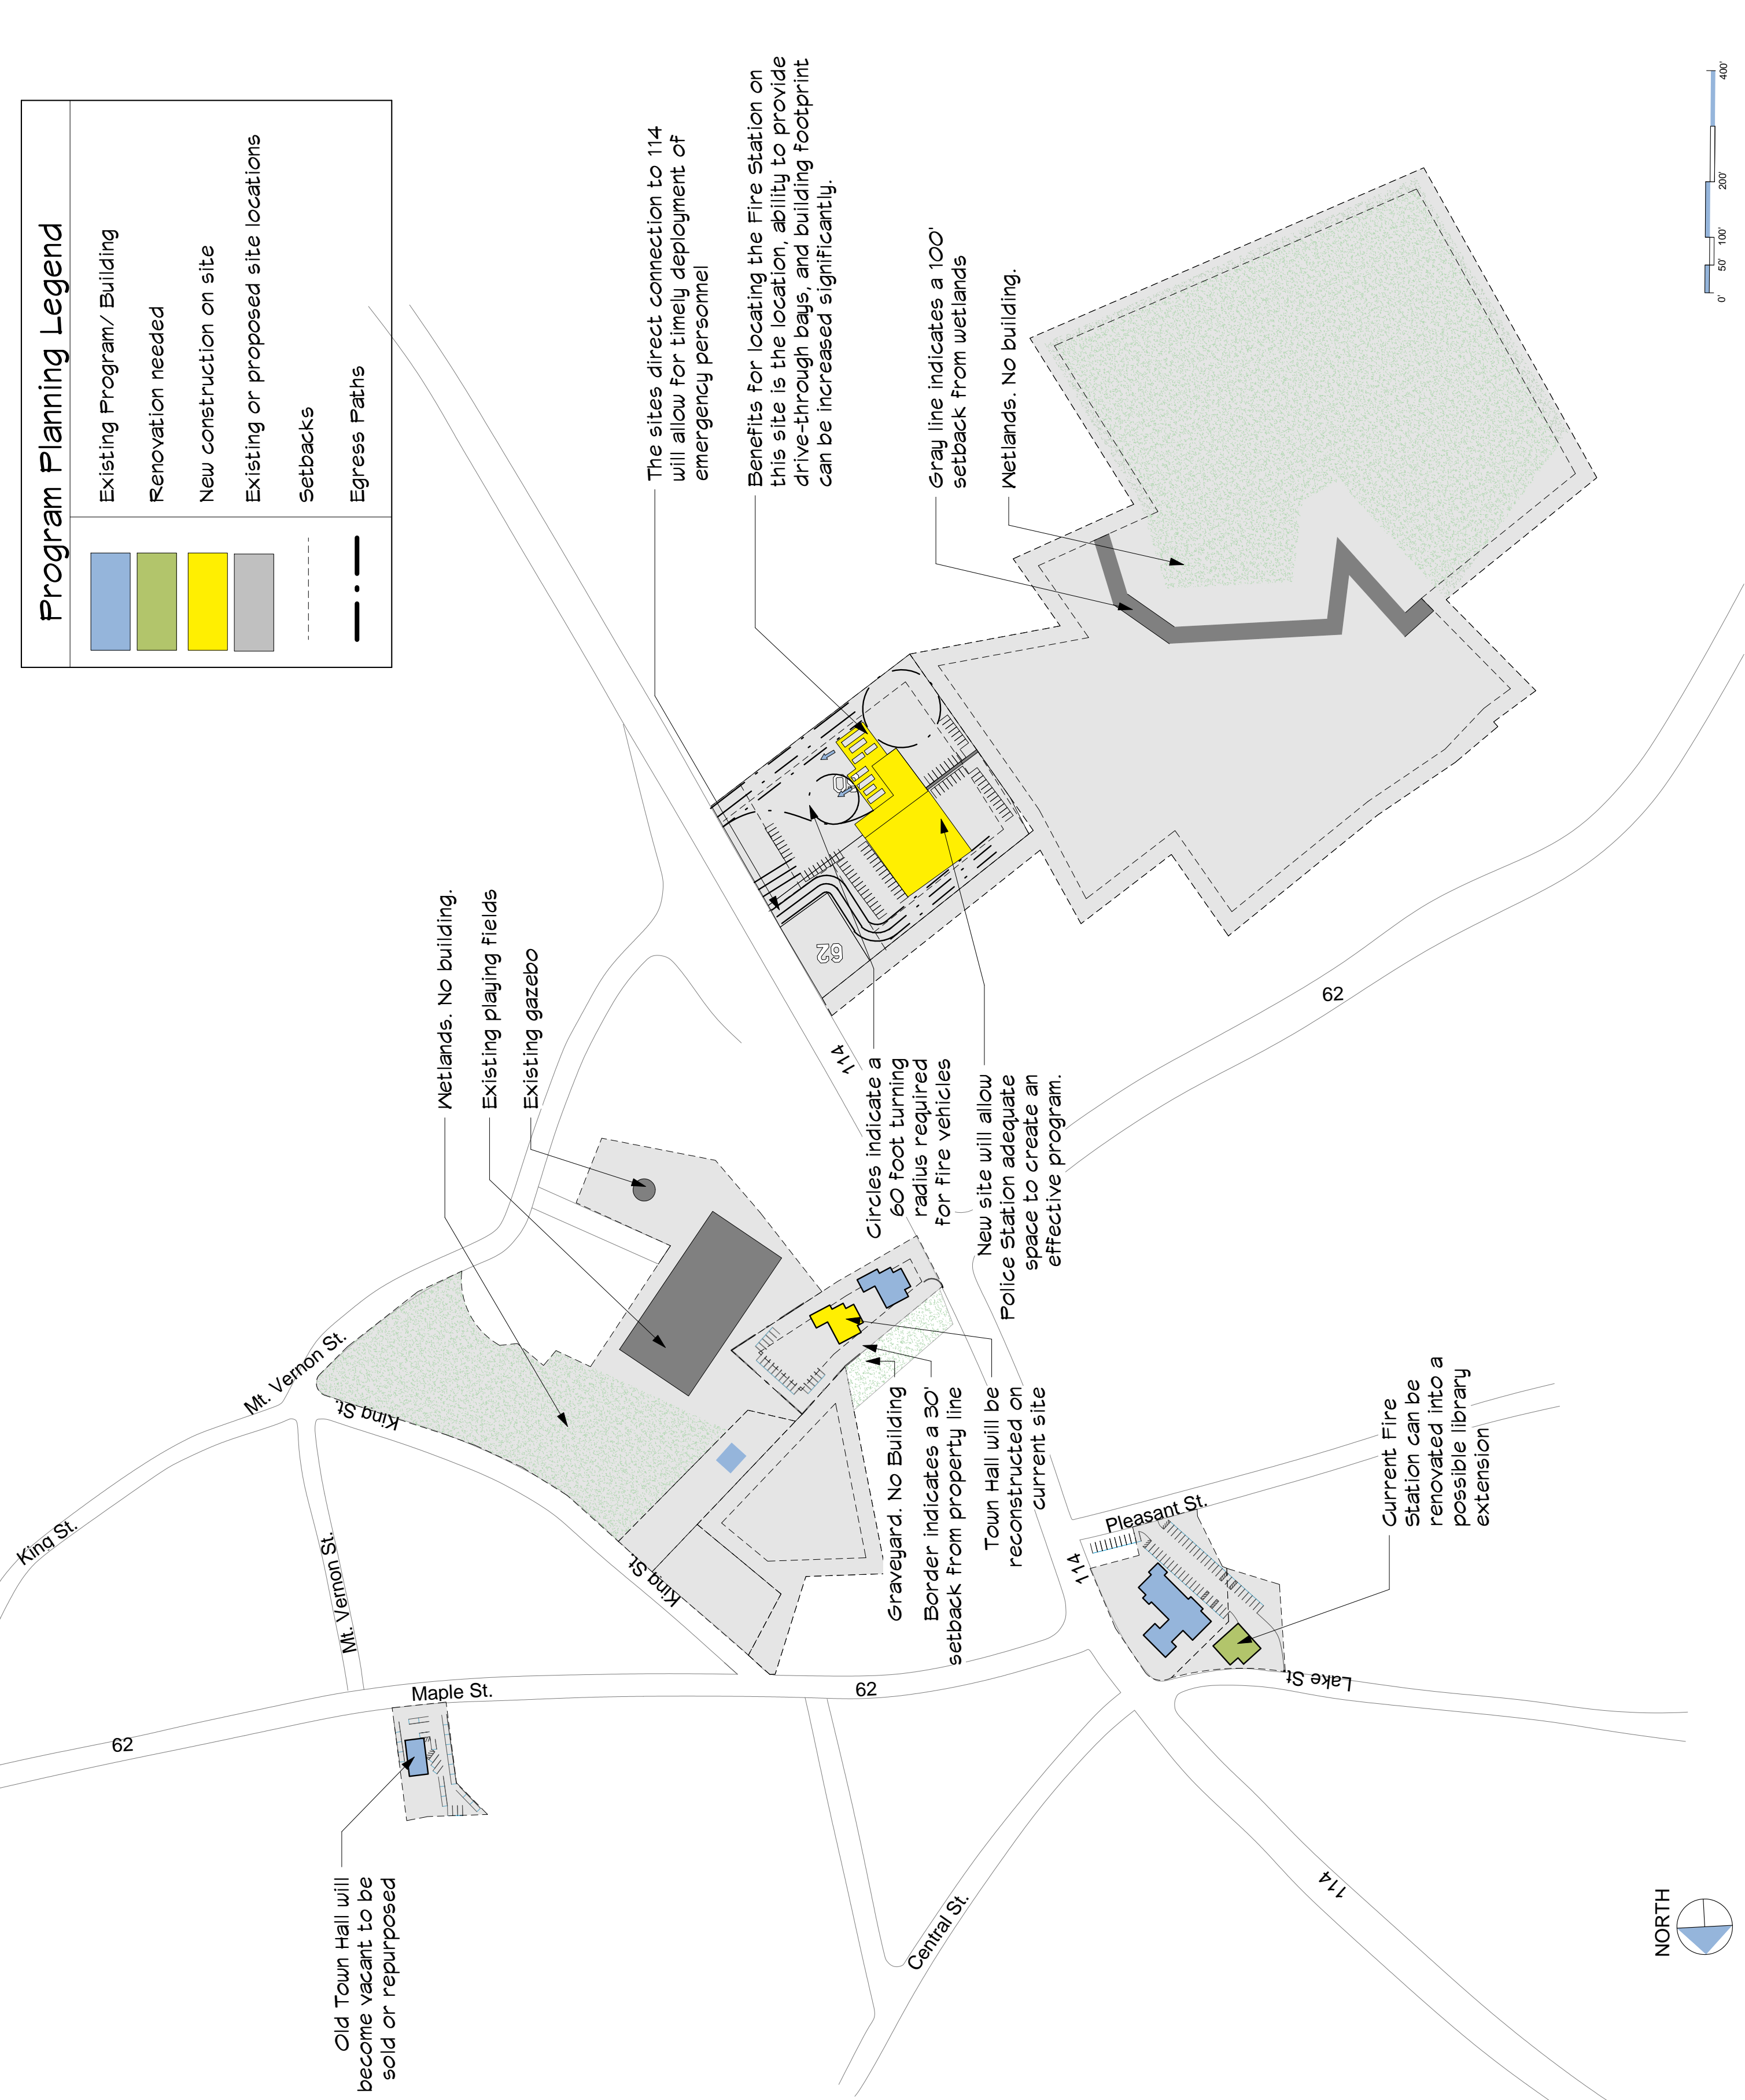 Program Planning Legend
Existing Program/ Building
Renovation needed
New construction on site
Existing or proposed site locations
Setbacks
Egress Paths
The sites direct connection to 114
will allow for timely deployment of
emergency personnel
Benefits for locating the Fire Station on
this site is the location, ability to provide
drive-through bays, and building footprint
can be increased significantly.
Gray line indicates a 100'
setback from wetlands
Wetlands. No building.
0'
50'
100'
200'
400'
Wetlands. No building.
Existing playing fields
Existing gazebo
62
114
62
Circles indicate a
60 foot turning
radius required
for fire vehicles
New site will allow
Police Station adequate
space to create an
effective program.
Mt. Vernon St.
King St.
King St.
Mt. Vernon St.
King St.
Graveyard. No Building
Border indicates a 30'
setback from property line
Town Hall will be
reconstructed on
current site
Current Fire
Station can be
renovated into a
possible library
extension
Pleasant St.
114
Lake St.
Maple St.
62
62
Old Town Hall will
become vacant to be
sold or repurposed
Central St.
114
NORTH